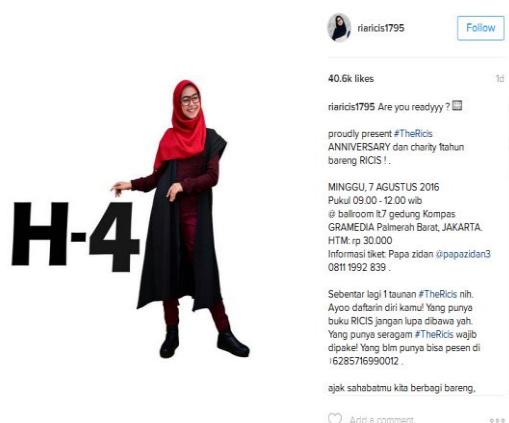 H-4
riaricis1795
Follow
40.6k likes
1d
riaricis1795 Are you readyyy ?
proudly present #TheRicis
ANNIVERSARY dan charity 1tahun
bareng RICIS ! .
MINGGU, 7 AGUSTUS 2016
Pukul 09.00 - 12.00 wib
@ ballroom lt.7 gedung Kompas
GRAMEDIA Palmerah Barat, JAKARTA.
HTM: rp 30.000
Informasi tiket: Papa zidan @papazidan3
0811 1992 839 .
Sebentar lagi 1 taunan #TheRicis nih.
Ayoo daftarin diri kamu! Yang punya
buku RICIS jangan lupa dibawa yah.
Yang punya seragam #TheRicis wajib
dipake! Yang blm punya bisa pesen di
+6285716990012 .
ajak sahabatmu kita berbagi bareng,
Add a comment